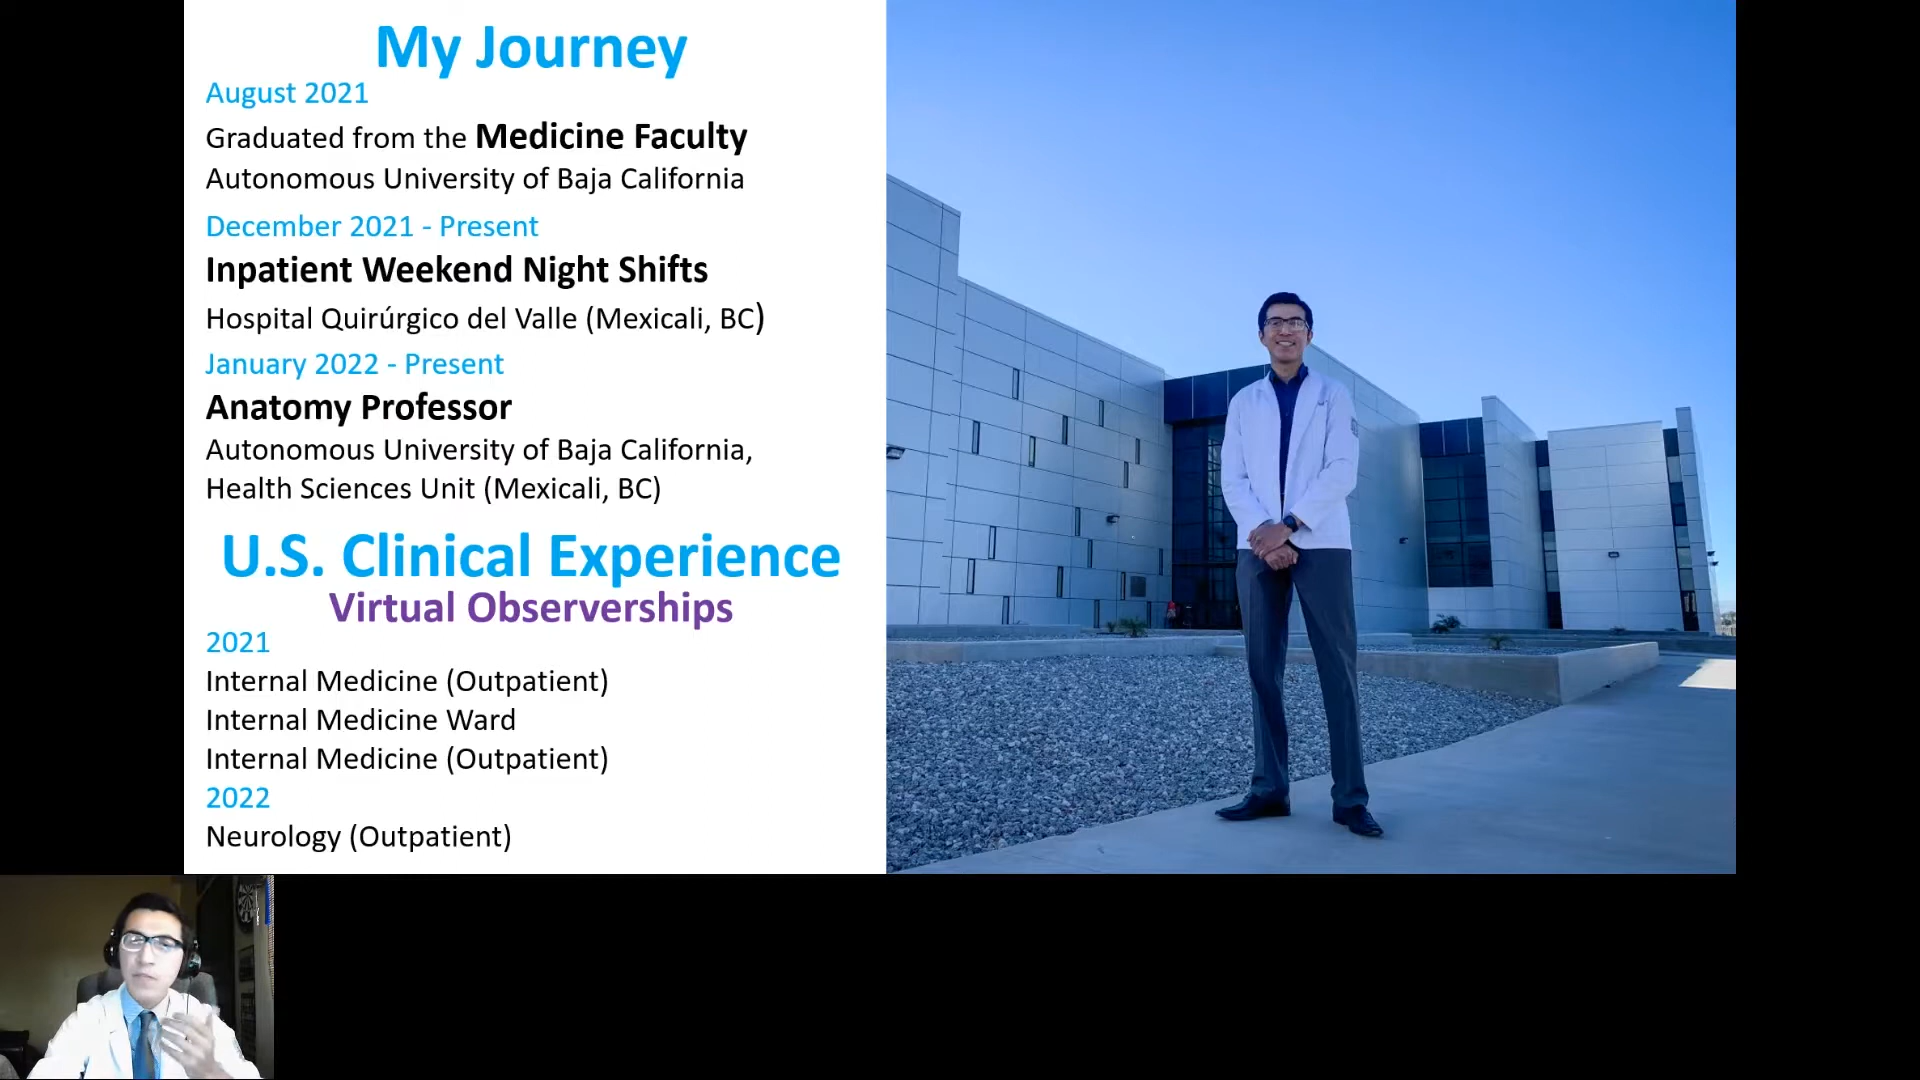 My Journey
August 2021
Graduated from the Medicine Faculty
Autonomous University of Baja California
December 2021 - Present
Inpatient Weekend Night Shifts
Hospital Quirúrgico del Valle (Mexicali, BC)
January 2022 - Present
Anatomy Professor
Autonomous University of Baja California,
Health Sciences Unit (Mexicali, BC)
U.S. Clinical Experience
Virtual Observerships
2021
Internal Medicine (Outpatient)
Internal Medicine Ward
Internal Medicine (Outpatient)
2022
Neurology (Outpatient)